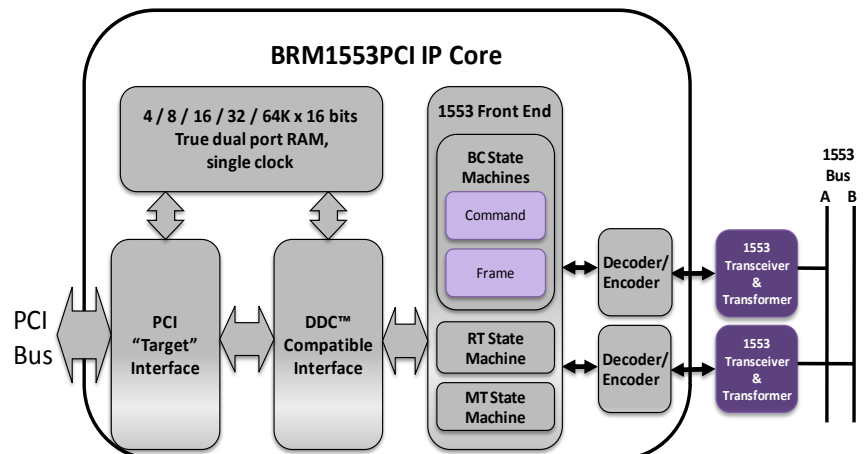 BRM1553PCI IP Core
4 / 8 / 16 / 32 / 64K x 16 bits
True dual port RAM,
single clock
1553 Front End
BC State
Machines
Command
Frame
RT State
Machine
MT State
Machine
PCI
Bus
PCI
“Target”
Interface
DDC™
Compatible
Interface
Decoder/
Encoder
Decoder/
Encoder
1553
Transceiver
&
Transformer
1553
Transceiver
&
Transformer
1553
Bus
A B